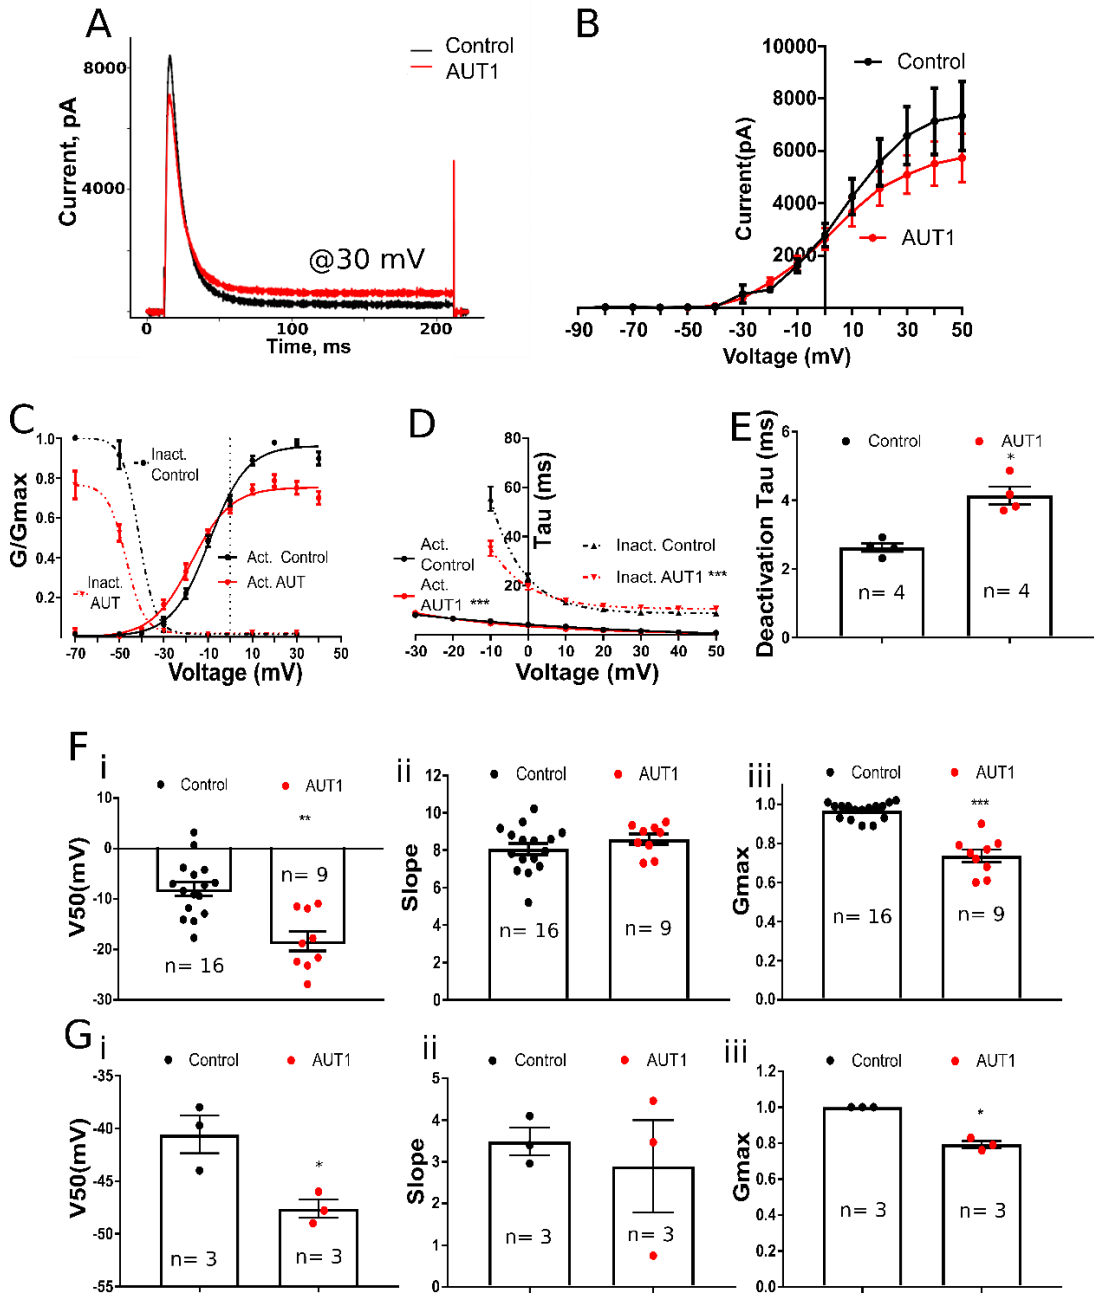 A
Control
AUT1
8000
4000
Current, pA
@30 mV
0
100
200
Time, ms
B
10000
Control
8000
6000
4000
2000
0
Current(pA)
AUT1
-90
-70
-50
-30
-10
10
30
50
Voltage (mV)
C
1.0
0.8
0.6
0.4
0.2
G/Gmax
Inact.
Control
Inact.
AUT
Act. Control
Act. AUT
-70
-50
-30
-10
10
30
50
Voltage (mV)
D
80
60
40
20
Tau (ms)
Act.
Control
Act.
AUT1 ***
Inact. Control
Inact. AUT1 ***
-30
-20
-10
0
10
20
30
40
50
Voltage (mV)
E
Control
AUT1
*
6
4
2
0
Deactivation Tau (ms)
n= 4
n= 4
F
i
Control
AUT1
**
10
0
-10
-20
-30
V50(mV)
n= 16
n= 9
ii
Control
AUT1
12
10
8
6
4
2
0
Slope
n= 16
n= 9
iii
Control
AUT1
***
1.0
0.8
0.6
0.4
0.2
0.0
Gmax
n= 16
n= 9
G
i
Control
AUT1
*
-35
-40
-45
-50
-55
V50(mV)
n= 3
n= 3
ii
Control
AUT1
5
4
3
2
1
0
Slope
n= 3
n= 3
iii
Control
AUT1
*
1.2
1.0
0.8
0.6
0.4
0.2
0.0
Gmax
n= 3
n= 3